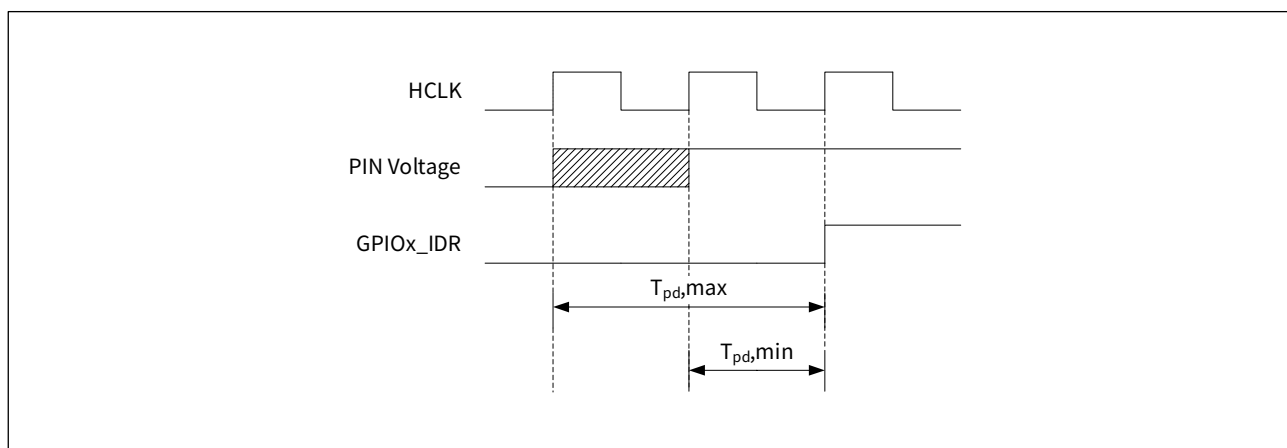 HCLK
PIN Voltage
GPIOx_IDR
Tpd,max
Tpd,min